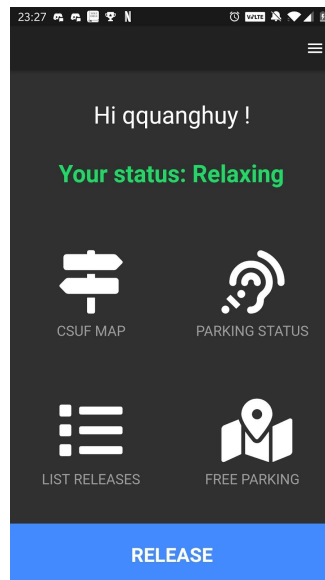 23:27 N VoLTE
Hi qquanghuy !
Your status: Relaxing
CSUF MAP PARKING STATUS
LIST RELEASES FREE PARKING
RELEASE